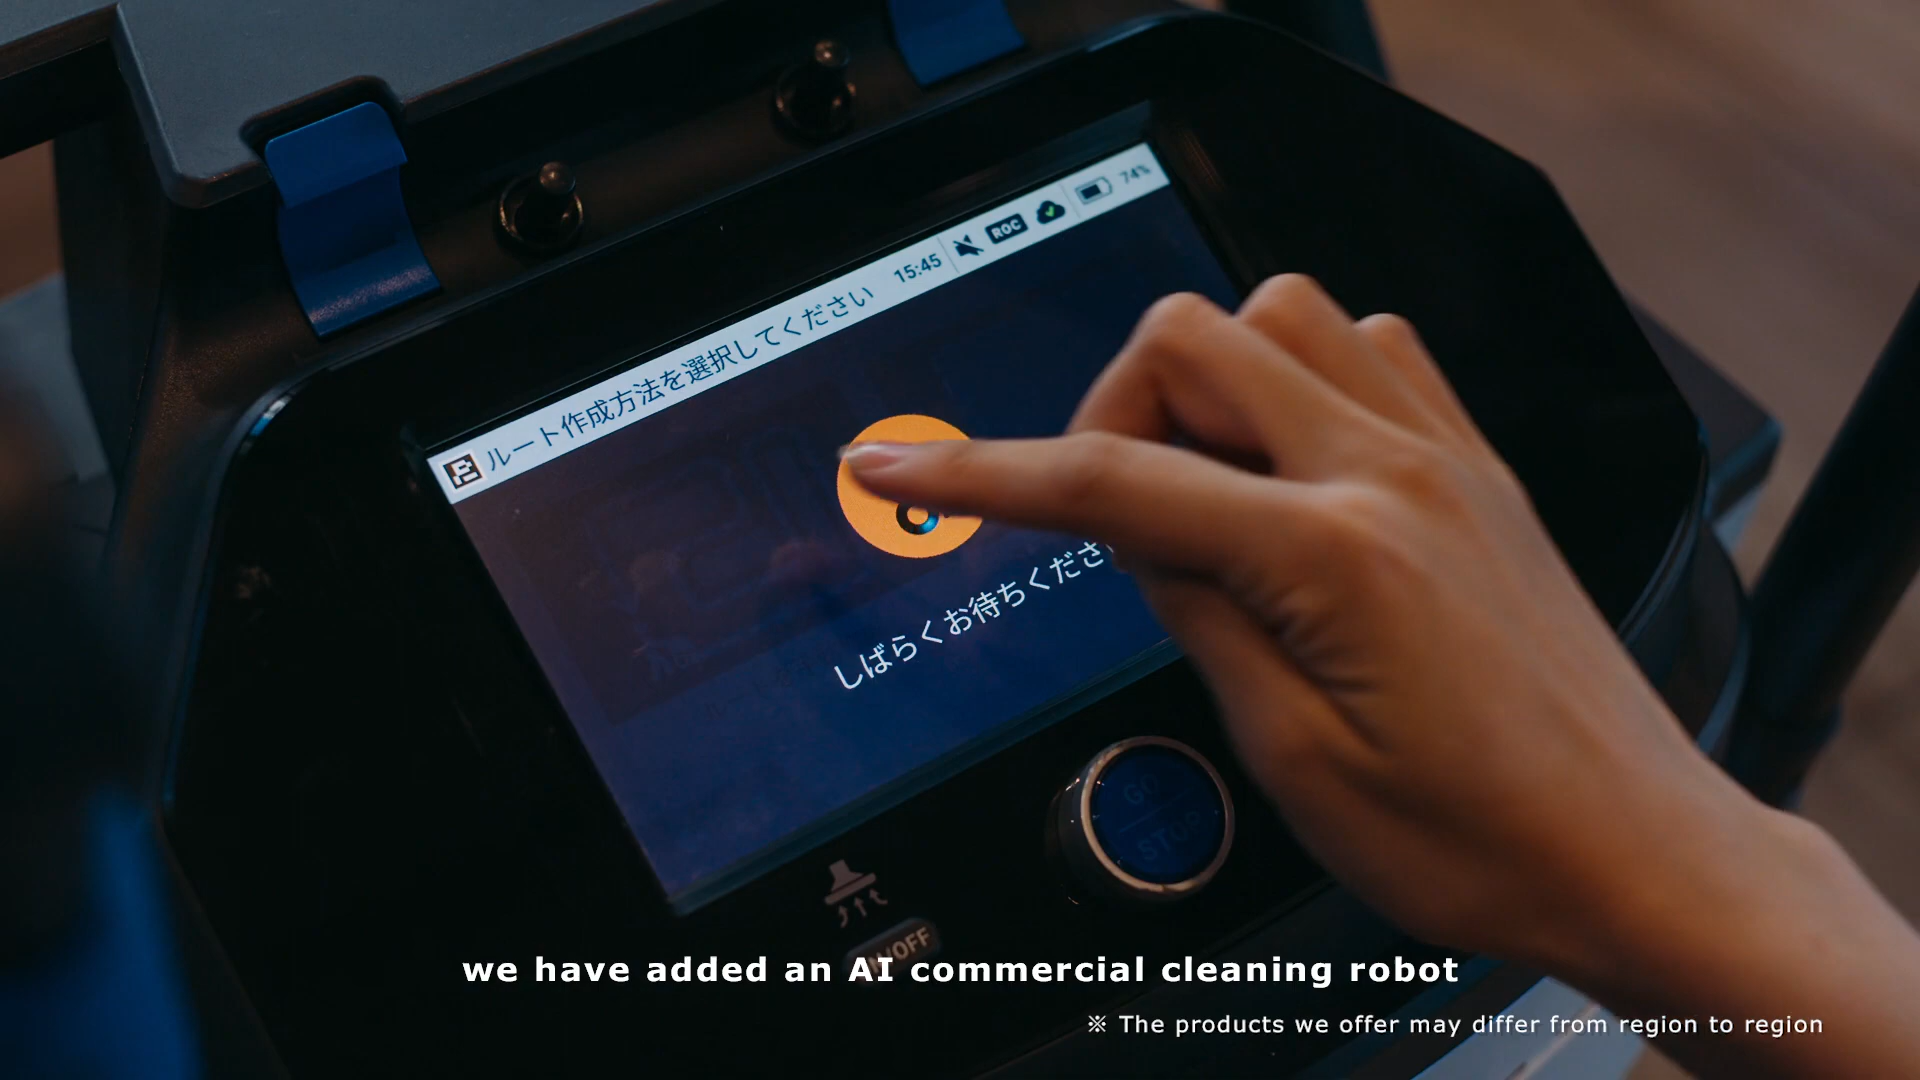 ルート作成方法を選択してください 15:45 ROC 74%
しばらくお待ちください
GO
STOP
ON/OFF
we have added an AI commercial cleaning robot
※ The products we offer may differ from region to region